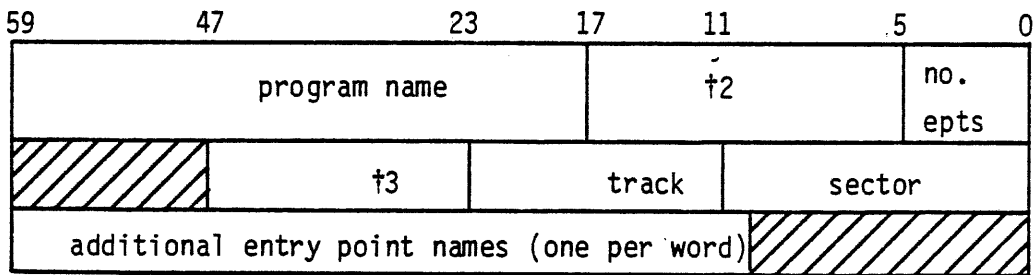 59 47 23 17 11 5 0
program name †2 no.
epts
†3 track sector
additional entry point names (one per word)